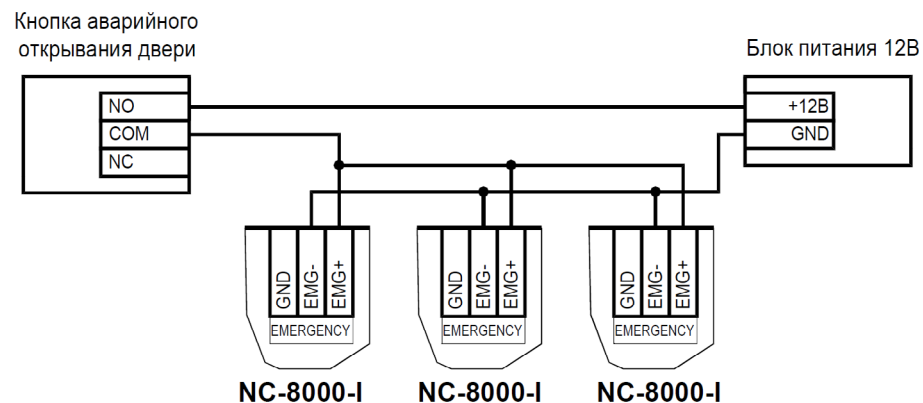 Кнопка аварийного
открывания двери
Блок питания 12В
NO
COM
NC
+12В
GND
GND
EMG-
EMG+
EMERGENCY
GND
EMG-
EMG+
EMERGENCY
GND
EMG-
EMG+
EMERGENCY
NC-8000-I
NC-8000-I
NC-8000-I